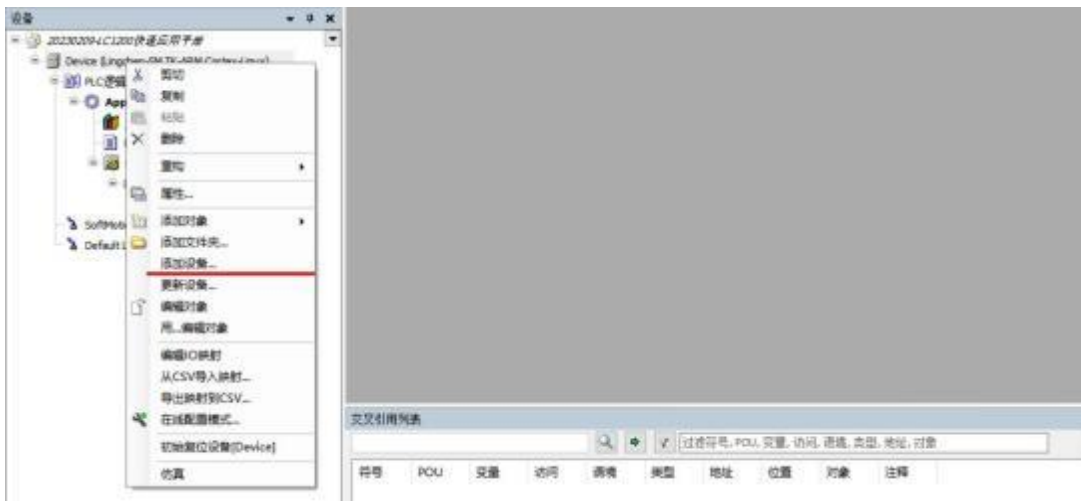 设备
20230209-LC1200快速应用手册
Device (Lingchen-SM-TK-ARM Cortex-Linux)
PLC逻辑
App
SoftMoti
Default
剪切
复制
粘贴
删除
重构
属性...
添加对象
添加文件夹...
添加设备...
更新设备...
编辑对象
用...编辑对象
编辑IO映射
从CSV导入映射...
导出映射到CSV...
在线配置模式...
初始复位设备[Device]
仿真
交叉引用列表
过滤符号, POU, 变量, 访问, 语境, 类型, 地址, 对象
符号 POU 变量 访问 语境 类型 地址 位置 对象 注释